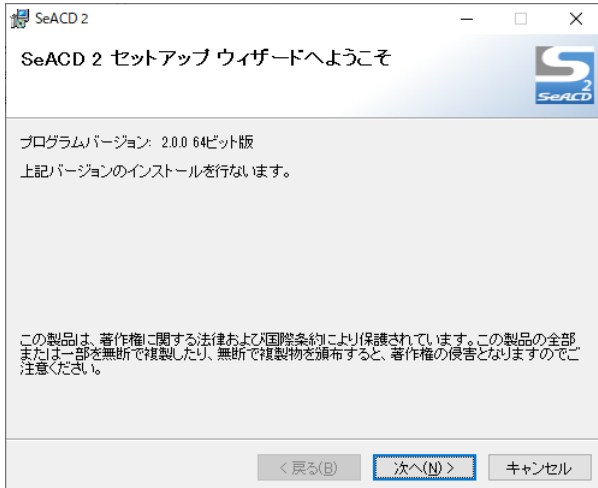 SeACD 2
SeACD 2 セットアップ ウィザードへようこそ
2
SeACD
プログラムバージョン: 2.0.0 64ビット版
上記バージョンのインストールを行ないます。
この製品は、著作権に関する法律および国際条約により保護されています。この製品の全部
または一部を無断で複製したり、無断で複製物を頒布すると、著作権の侵害となりますのでご
注意ください。
< 戻る(B)
次へ(N) >
キャンセル